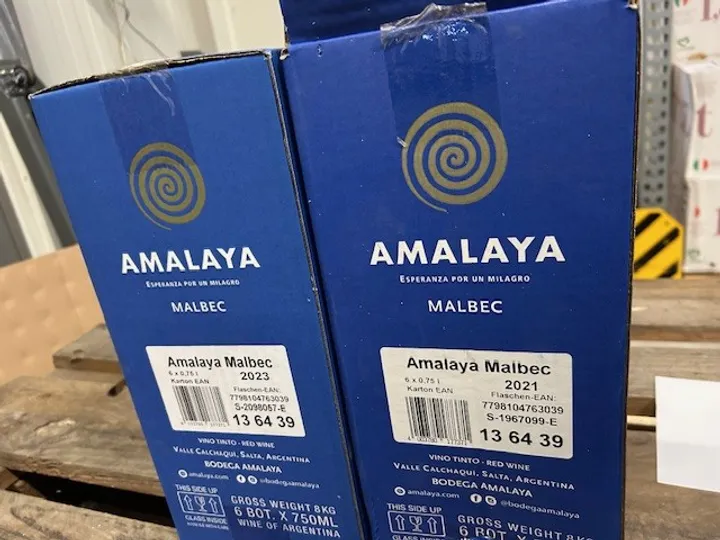 AMALAYA
ESPERANZA POR UN MILAGRO
MALBEC
Amalaya Malbec
6 x 0,75 l
2023
Karton EAN
Flaschen-EAN:
7798104763039
S-2098057-E
13 64 39
VINO TINTO - RED WINE
VALLE CALCHAQUI, SALTA, ARGENTINA
BODEGA AMALAYA
amalaya.com
@bodegaamalaya
THIS SIDE UP
GLASS INSIDE
GROSS WEIGHT 8KG
6 BOT. X 750ML
WINE OF ARGENTINA
AMALAYA
ESPERANZA POR UN MILAGRO
MALBEC
Amalaya Malbec
6 x 0,75 l
2021
Karton EAN
Flaschen-EAN:
7798104763039
S-1967099-E
13 64 39
VINO TINTO - RED WINE
VALLE CALCHAQUI, SALTA, ARGENTINA
BODEGA AMALAYA
amalaya.com
@bodegaamalaya
THIS SIDE UP
GLASS INSIDE
GROSS WEIGHT 8K
6 BOT. X 750ML